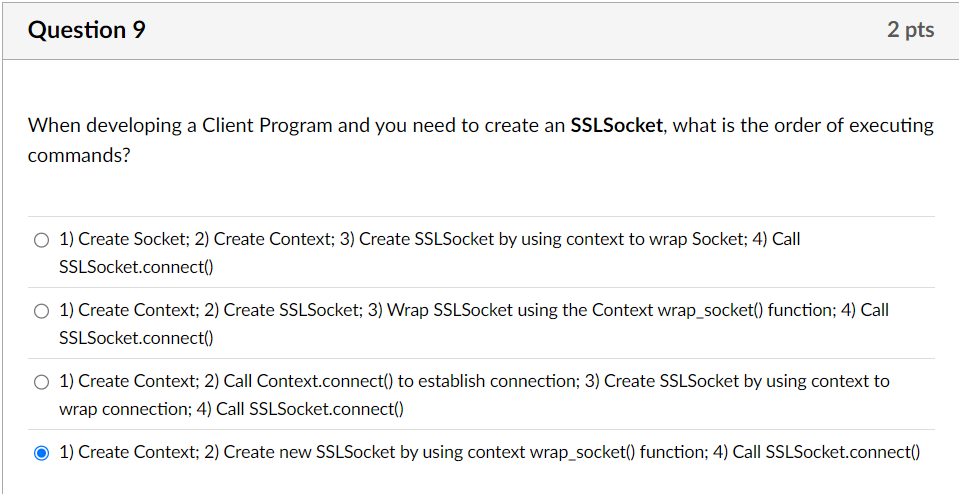 Question 9
2 pts
When developing a Client Program and you need to create an SSLSocket, what is the order of executing
commands?
1) Create Socket; 2) Create Context; 3) Create SSLSocket by using context to wrap Socket; 4) Call
SSLSocket.connect()
1) Create Context; 2) Create SSLSocket; 3) Wrap SSLSocket using the Context wrap_socket() function; 4) Call
SSLSocket.connect()
1) Create Context; 2) Call Context.connect() to establish connection; 3) Create SSLSocket by using context to
wrap connection; 4) Call SSLSocket.connect()
1) Create Context; 2) Create new SSLSocket by using context wrap_socket() function; 4) Call SSLSocket.connect()